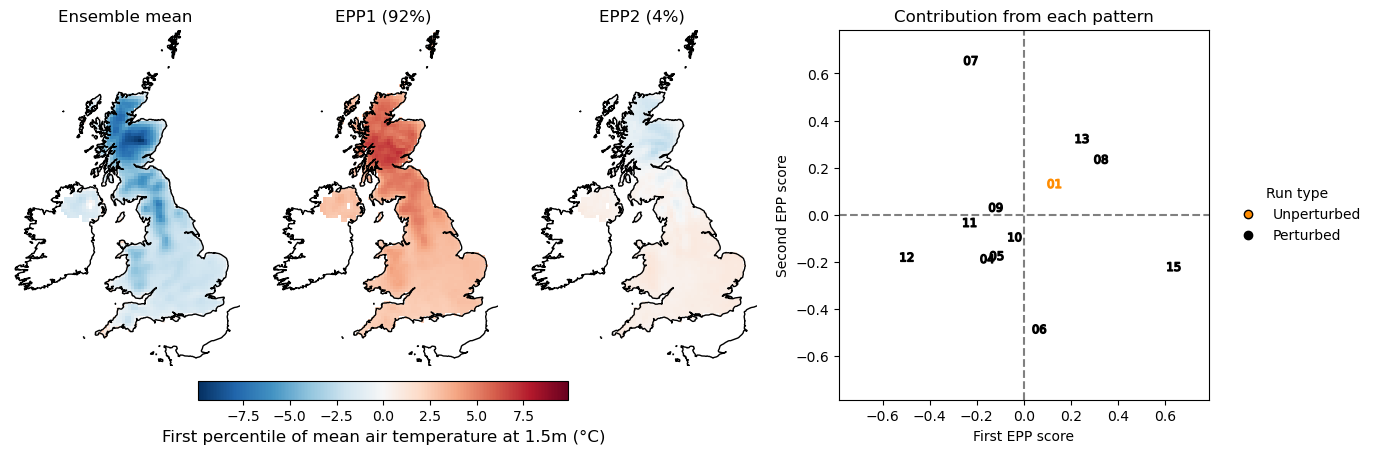 Ensemble mean
EPP1 (92%)
EPP2 (4%)
−7.5 −5.0 −2.5 0.0 2.5 5.0 7.5
First percentile of mean air temperature at 1.5m (°C)
Contribution from each pattern
Second EPP score
0.6
0.4
0.2
0.0
−0.2
−0.4
−0.6
07
13
08
01
09
11
10
05
04
12
15
06
−0.6 −0.4 −0.2 0.0 0.2 0.4 0.6
First EPP score
Run type
Unperturbed
Perturbed